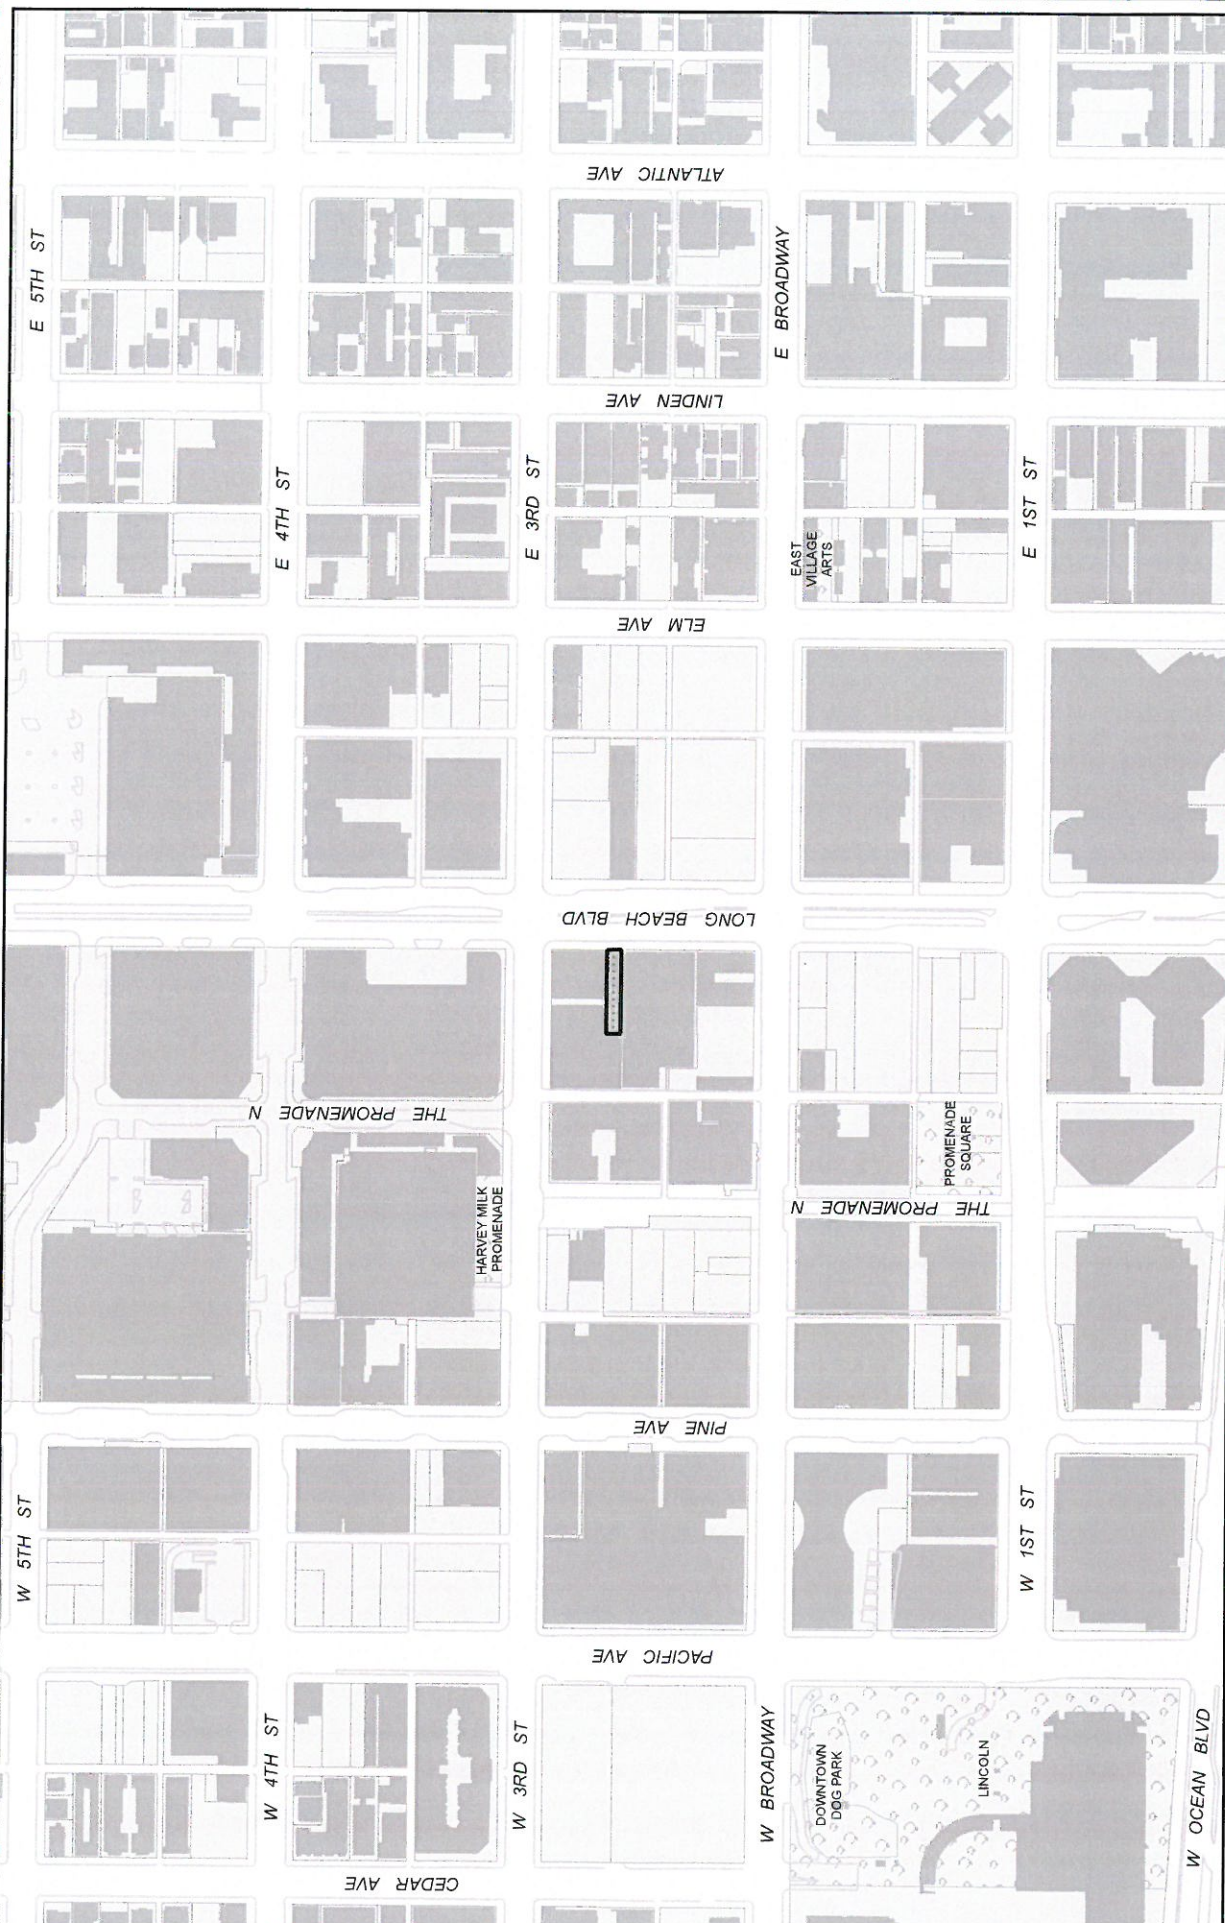 ATLANTIC AVE
E 5TH ST
E BROADWAY
LINDEN AVE
E 4TH ST
E 3RD ST
E 1ST ST
EAST
VILLAGE
ARTS
ELM AVE
LONG BEACH BLVD
THE PROMENADE N
PROMENADE
SQUARE
HARVEY MILK
PROMENADE
THE PROMENADE N
PINE AVE
W 5TH ST
W 1ST ST
PACIFIC AVE
W 4TH ST
W 3RD ST
W BROADWAY
DOWNTOWN
DOG PARK
LINCOLN
W OCEAN BLVD
CEDAR AVE